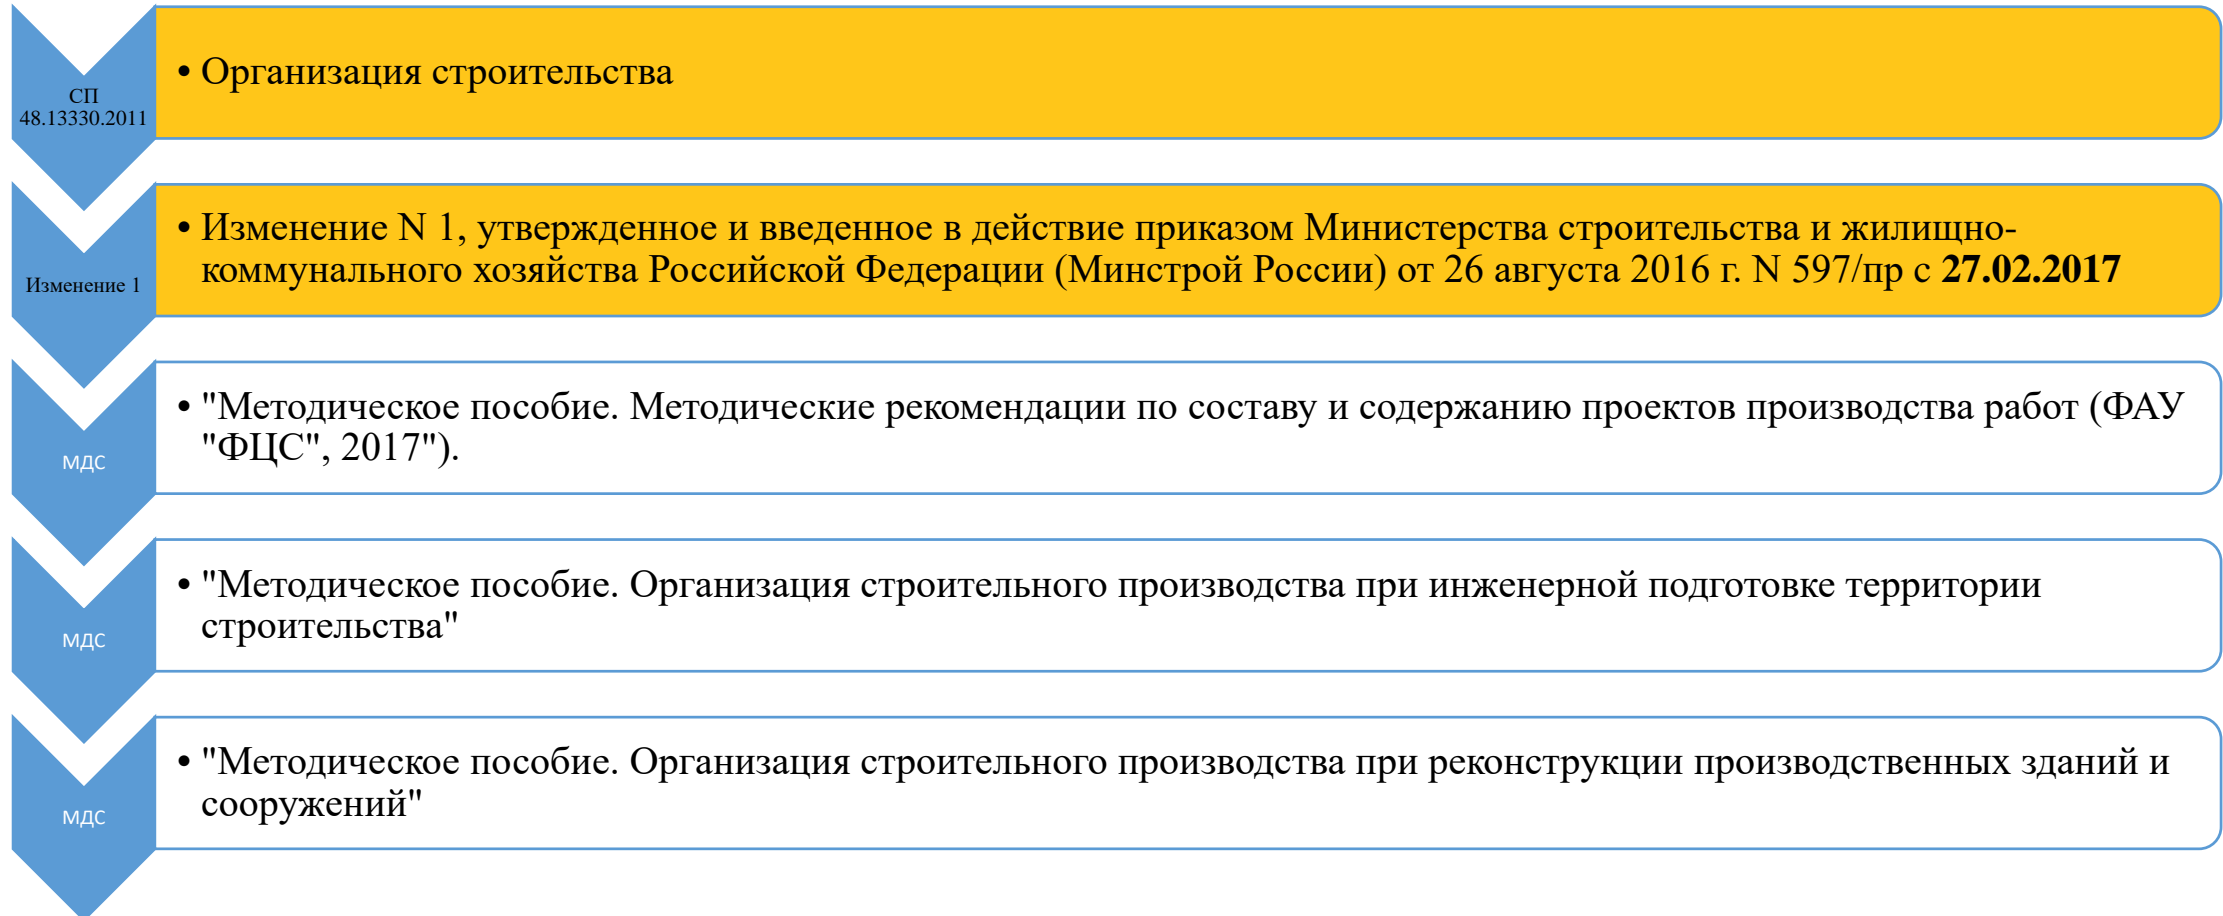 СП
48.13330.2011
• Организация строительства
Изменение 1
• Изменение N 1, утвержденное и введенное в действие приказом Министерства строительства и жилищно-
коммунального хозяйства Российской Федерации (Минстрой России) от 26 августа 2016 г. N 597/пр с 27.02.2017
МДС
• "Методическое пособие. Методические рекомендации по составу и содержанию проектов производства работ (ФАУ
"ФЦС", 2017").
МДС
• "Методическое пособие. Организация строительного производства при инженерной подготовке территории
строительства"
МДС
• "Методическое пособие. Организация строительного производства при реконструкции производственных зданий и
сооружений"